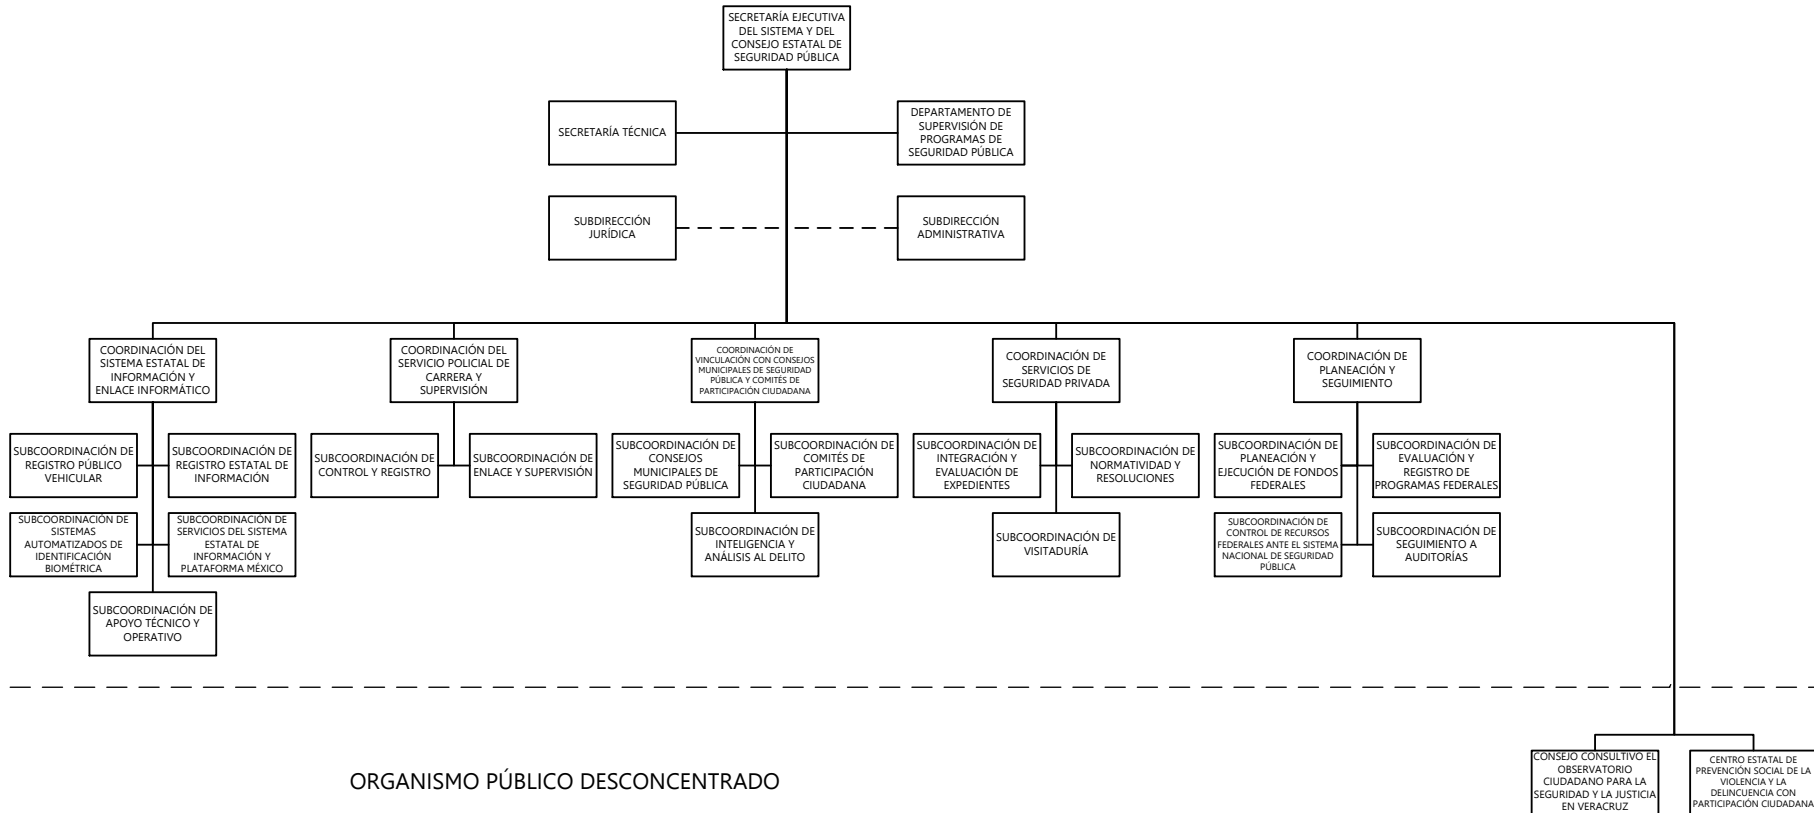 SECRETARÍA EJECUTIVA
DEL SISTEMA Y DEL
CONSEJO ESTATAL DE
SEGURIDAD PÚBLICA
SECRETARÍA TÉCNICA
DEPARTAMENTO DE
SUPERVISIÓN DE
PROGRAMAS DE
SEGURIDAD PÚBLICA
SUBDIRECCIÓN
JURÍDICA
SUBDIRECCIÓN
ADMINISTRATIVA
COORDINACIÓN DEL
SISTEMA ESTATAL DE
INFORMACIÓN Y
ENLACE INFORMÁTICO
COORDINACIÓN DEL
SERVICIO POLICIAL DE
CARRERA Y
SUPERVISIÓN
COORDINACIÓN DE
VINCULACIÓN CON CONSEJOS
MUNICIPALES DE SEGURIDAD
PÚBLICA Y COMITÉS DE
PARTICIPACIÓN CIUDADANA
COORDINACIÓN DE
SERVICIOS DE
SEGURIDAD PRIVADA
COORDINACIÓN DE
PLANEACIÓN Y
SEGUIMIENTO
SUBCOORDINACIÓN DE
REGISTRO PÚBLICO
VEHICULAR
SUBCOORDINACIÓN DE
REGISTRO ESTATAL DE
INFORMACIÓN
SUBCOORDINACIÓN DE
CONTROL Y REGISTRO
SUBCOORDINACIÓN DE
ENLACE Y SUPERVISIÓN
SUBCOORDINACIÓN DE
CONSEJOS
MUNICIPALES DE
SEGURIDAD PÚBLICA
SUBCOORDINACIÓN DE
COMITÉS DE
PARTICIPACIÓN
CIUDADANA
SUBCOORDINACIÓN DE
INTEGRACIÓN Y
EVALUACIÓN DE
EXPEDIENTES
SUBCOORDINACIÓN DE
NORMATIVIDAD Y
RESOLUCIONES
SUBCOORDINACIÓN DE
PLANEACIÓN Y
EJECUCIÓN DE FONDOS
FEDERALES
SUBCOORDINACIÓN DE
EVALUACIÓN Y
REGISTRO DE
PROGRAMAS FEDERALES
SUBCOORDINACIÓN DE
SISTEMAS
AUTOMATIZADOS DE
IDENTIFICACIÓN
BIOMÉTRICA
SUBCOORDINACIÓN DE
SERVICIOS DEL SISTEMA
ESTATAL DE
INFORMACIÓN Y
PLATAFORMA MÉXICO
SUBCOORDINACIÓN DE
INTELIGENCIA Y
ANÁLISIS AL DELITO
SUBCOORDINACIÓN DE
VISITADURÍA
SUBCOORDINACIÓN DE
CONTROL DE RECURSOS
FEDERALES ANTE EL SISTEMA
NACIONAL DE SEGURIDAD
PÚBLICA
SUBCOORDINACIÓN DE
SEGUIMIENTO A
AUDITORÍAS
SUBCOORDINACIÓN DE
APOYO TÉCNICO Y
OPERATIVO
ORGANISMO PÚBLICO DESCONCENTRADO
CONSEJO CONSULTIVO EL
OBSERVATORIO
CIUDADANO PARA LA
SEGURIDAD Y LA JUSTICIA
EN VERACRUZ
CENTRO ESTATAL DE
PREVENCIÓN SOCIAL DE LA
VIOLENCIA Y LA
DELINCUENCIA CON
PARTICIPACIÓN CIUDADANA